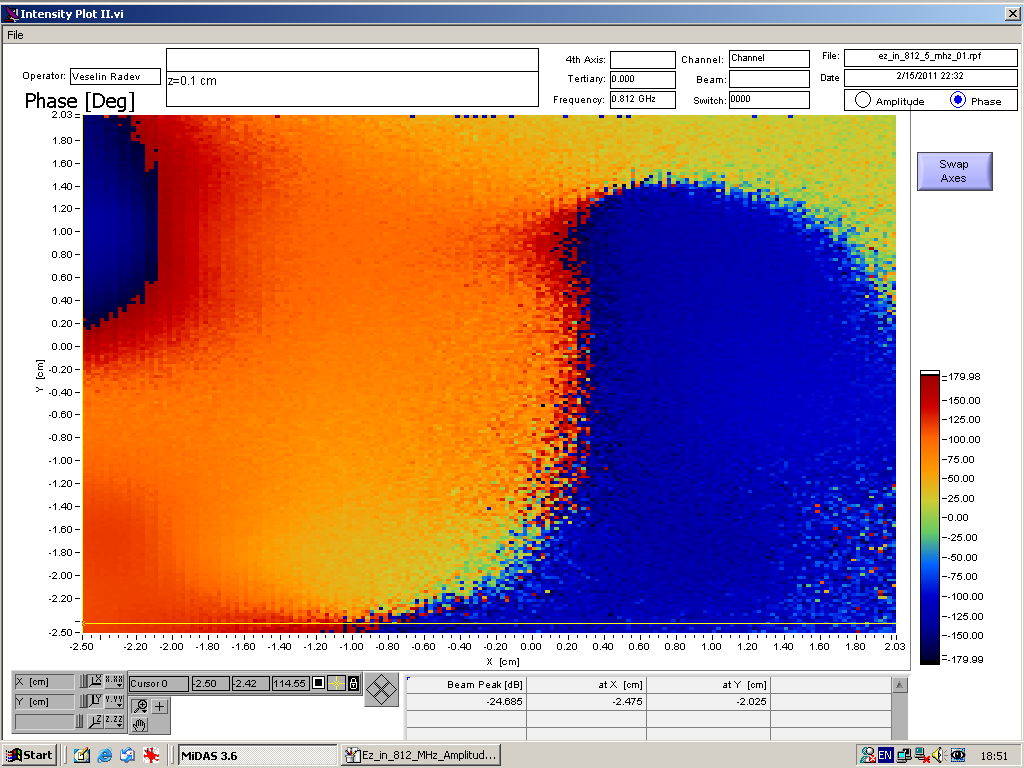 Intensity Plot II.vi
File
Operator: Veselin Radev
z=0.1 cm
4th Axis:
Channel: Channel
File: ez_in_812_5_mhz_01.rpf
Tertiary: 0.000
Beam:
Date 2/15/2011 22:32
Frequency: 0.812 GHz
Switch: 0000
Amplitude Phase
Phase [Deg]
Swap
Axes
2.03
1.80
1.60
1.40
1.20
1.00
0.80
0.60
0.40
0.20
0.00
-0.20
-0.40
-0.60
-0.80
-1.00
-1.20
-1.40
-1.60
-1.80
-2.00
-2.20
-2.50
Y [cm]
-2.50 -2.20 -2.00 -1.80 -1.60 -1.40 -1.20 -1.00 -0.80 -0.60 -0.40 -0.20 0.00 0.20 0.40 0.60 0.80 1.00 1.20 1.40 1.60 2.03
X [cm]
179.98
150.00
125.00
100.00
75.00
50.00
25.00
0.00
-25.00
-50.00
-75.00
-100.00
-125.00
-150.00
-179.99
X [cm] X.XX
Y [cm] Y.YY
Z.ZZ
Cursor 0 -2.50 -2.42 114.55
Beam Peak [dB] at X [cm] at Y [cm]
-24.685 -2.475 -2.025
Start MiDAS 3.6 Ez_in_812_MHz_Amplitud... EN 18:51